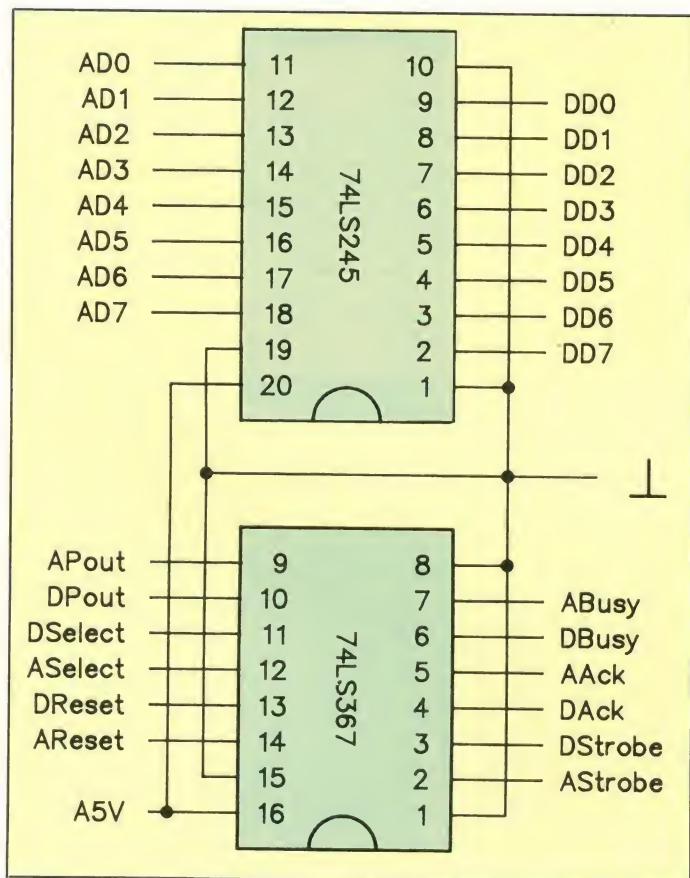 AD0 11 10
AD1 12 9 DD0
AD2 13 8 DD1
AD3 14 7 DD2
AD4 15 6 DD3
AD5 16 5 DD4
AD6 17 4 DD5
AD7 18 3 DD6
19 2 DD7
20 1
74LS245
APout 9 8
DPout 10 7 ABusy
DSelect 11 6 DBusy
ASelect 12 5 AAck
DReset 13 4 DAck
AReset 14 3 DStrobe
15 2 AStrobe
A5V 16 1
74LS367